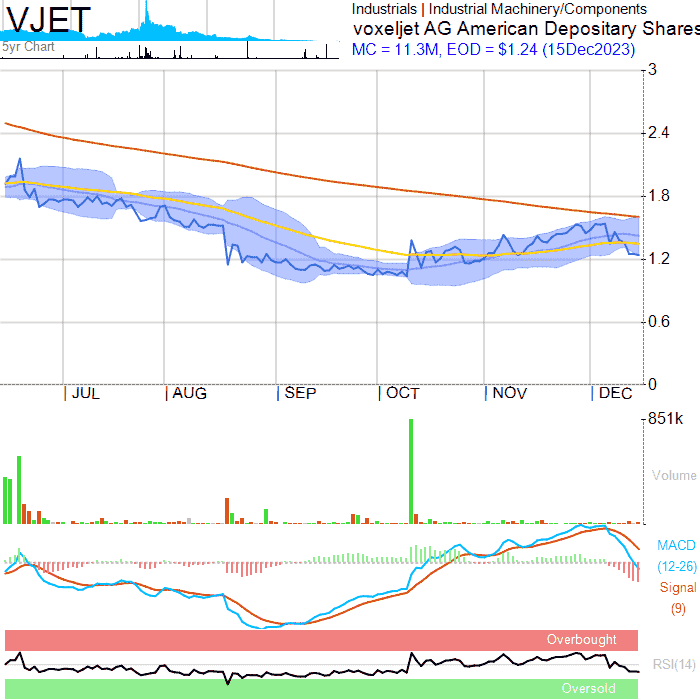 VJET
5yr Chart
Industrials | Industrial Machinery/Components
voxeljet AG American Depositary Shares
MC = 11.3M, EOD = $1.24 (15Dec2023)
3
2.4
1.8
1.2
0.6
0
JUL AUG SEP OCT NOV DEC
851k
Volume
MACD
(12-26)
Signal
(9)
Overbought
RSI(14)
Oversold